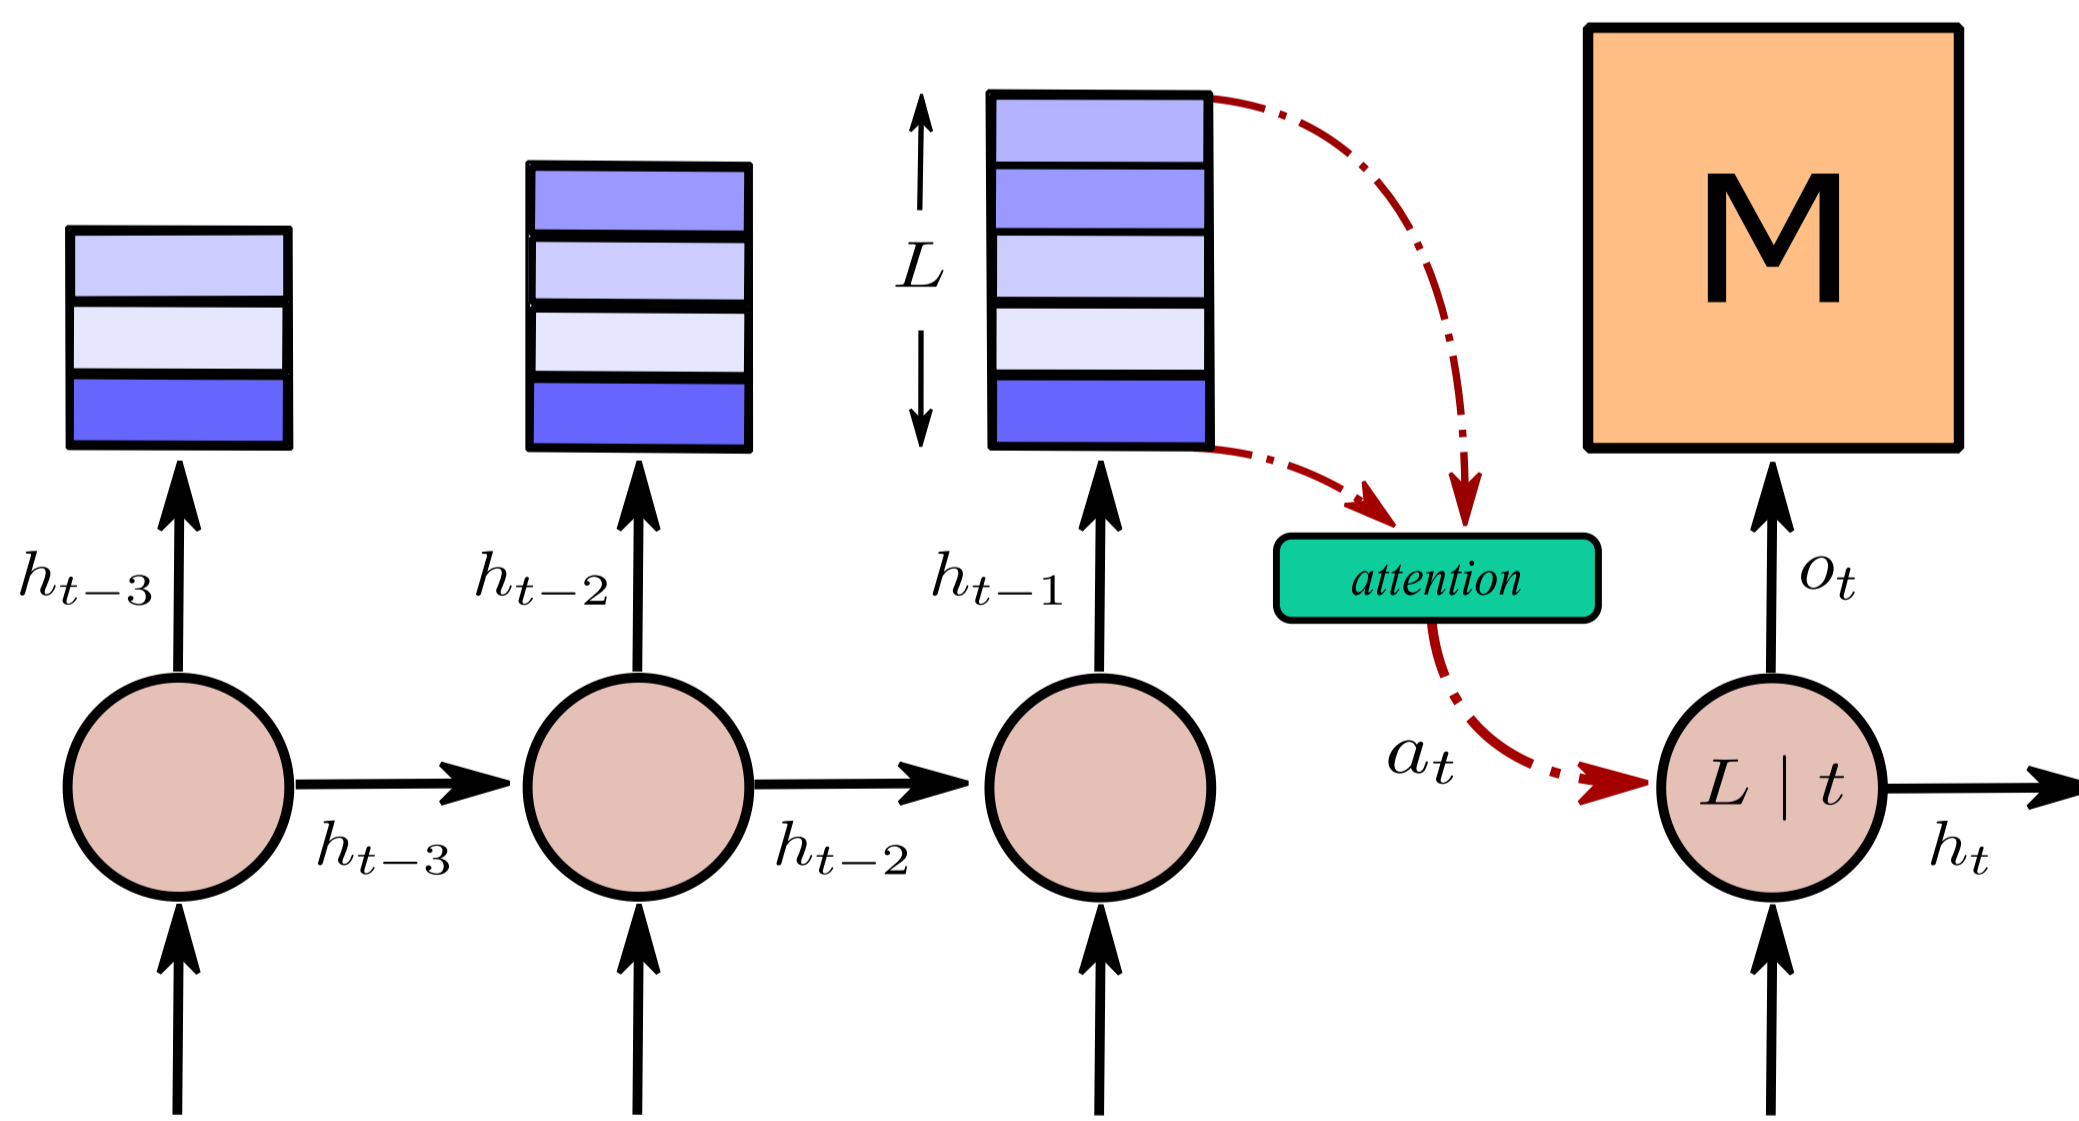 M
L
h_{t-3}
h_{t-2}
h_{t-1}
attention
o_t
a_t
L | t
h_{t-3}
h_{t-2}
h_t